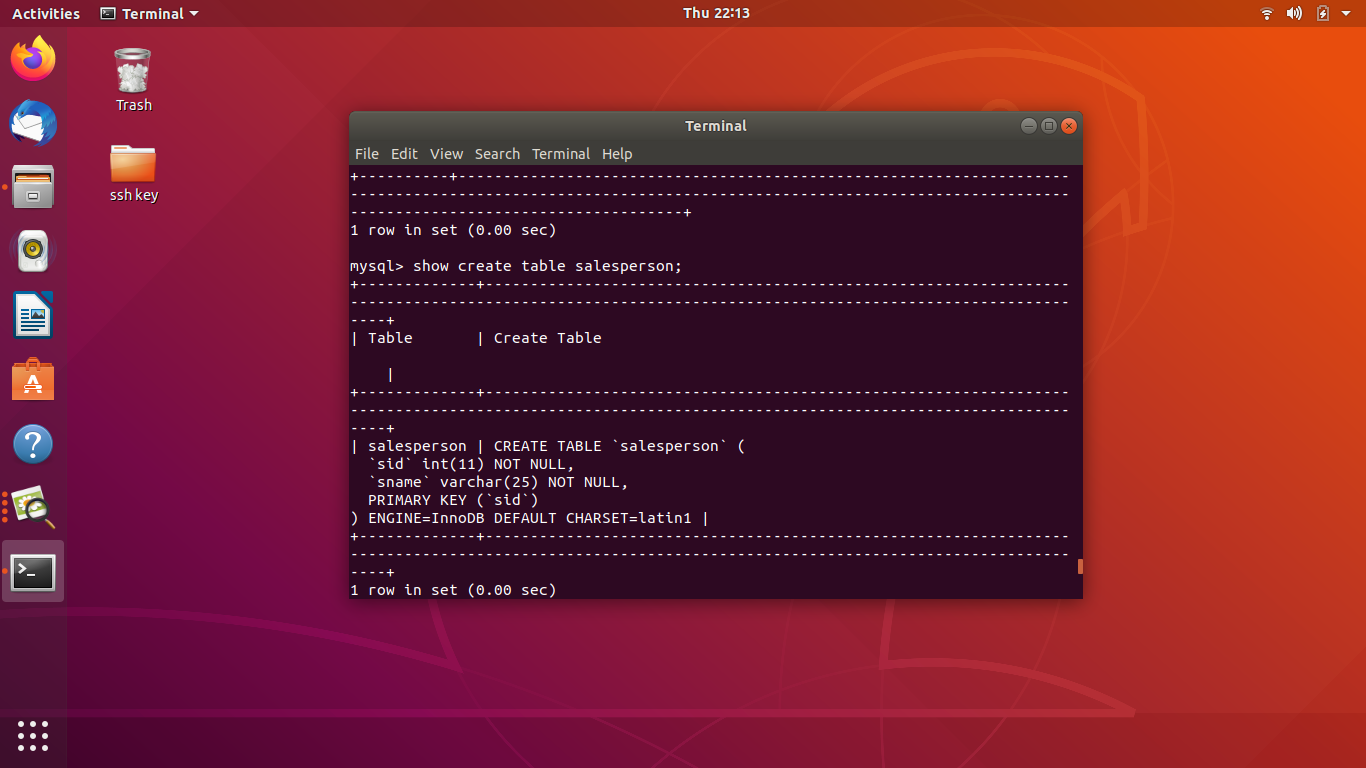 Activities Terminal Thu 22:13
Trash
ssh key
Terminal
File Edit View Search Terminal Help
+----------+--------------------------------------------------------------------
--------------------------------------------------------------------------------
-------------------------------------+
1 row in set (0.00 sec)
mysql> show create table salesperson;
+-------------+-----------------------------------------------------------------
--------------------------------------------------------------------------------
----+
| Table       | Create Table
    |
+-------------+-----------------------------------------------------------------
--------------------------------------------------------------------------------
----+
| salesperson | CREATE TABLE `salesperson` (
  `sid` int(11) NOT NULL,
  `sname` varchar(25) NOT NULL,
  PRIMARY KEY (`sid`)
) ENGINE=InnoDB DEFAULT CHARSET=latin1 |
+-------------+-----------------------------------------------------------------
--------------------------------------------------------------------------------
----+
1 row in set (0.00 sec)